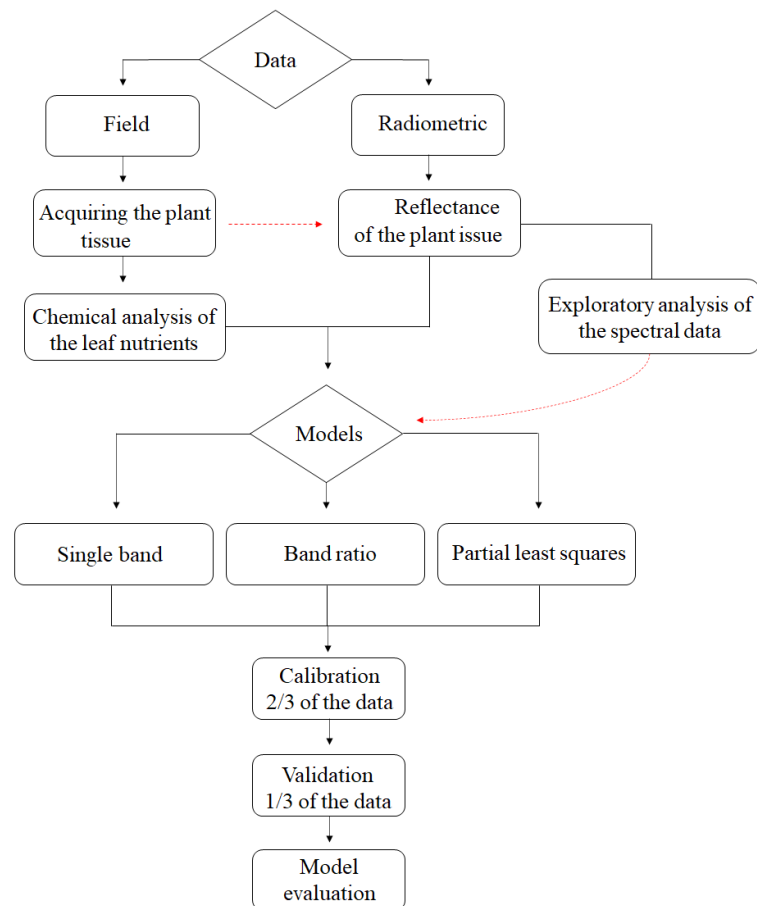 Data
Field
Radiometric
Acquiring the plant
tissue
Reflectance
of the plant issue
Chemical analysis of
the leaf nutrients
Exploratory analysis of
the spectral data
Models
Single band
Band ratio
Partial least squares
Calibration
2/3 of the data
Validation
1/3 of the data
Model
evaluation